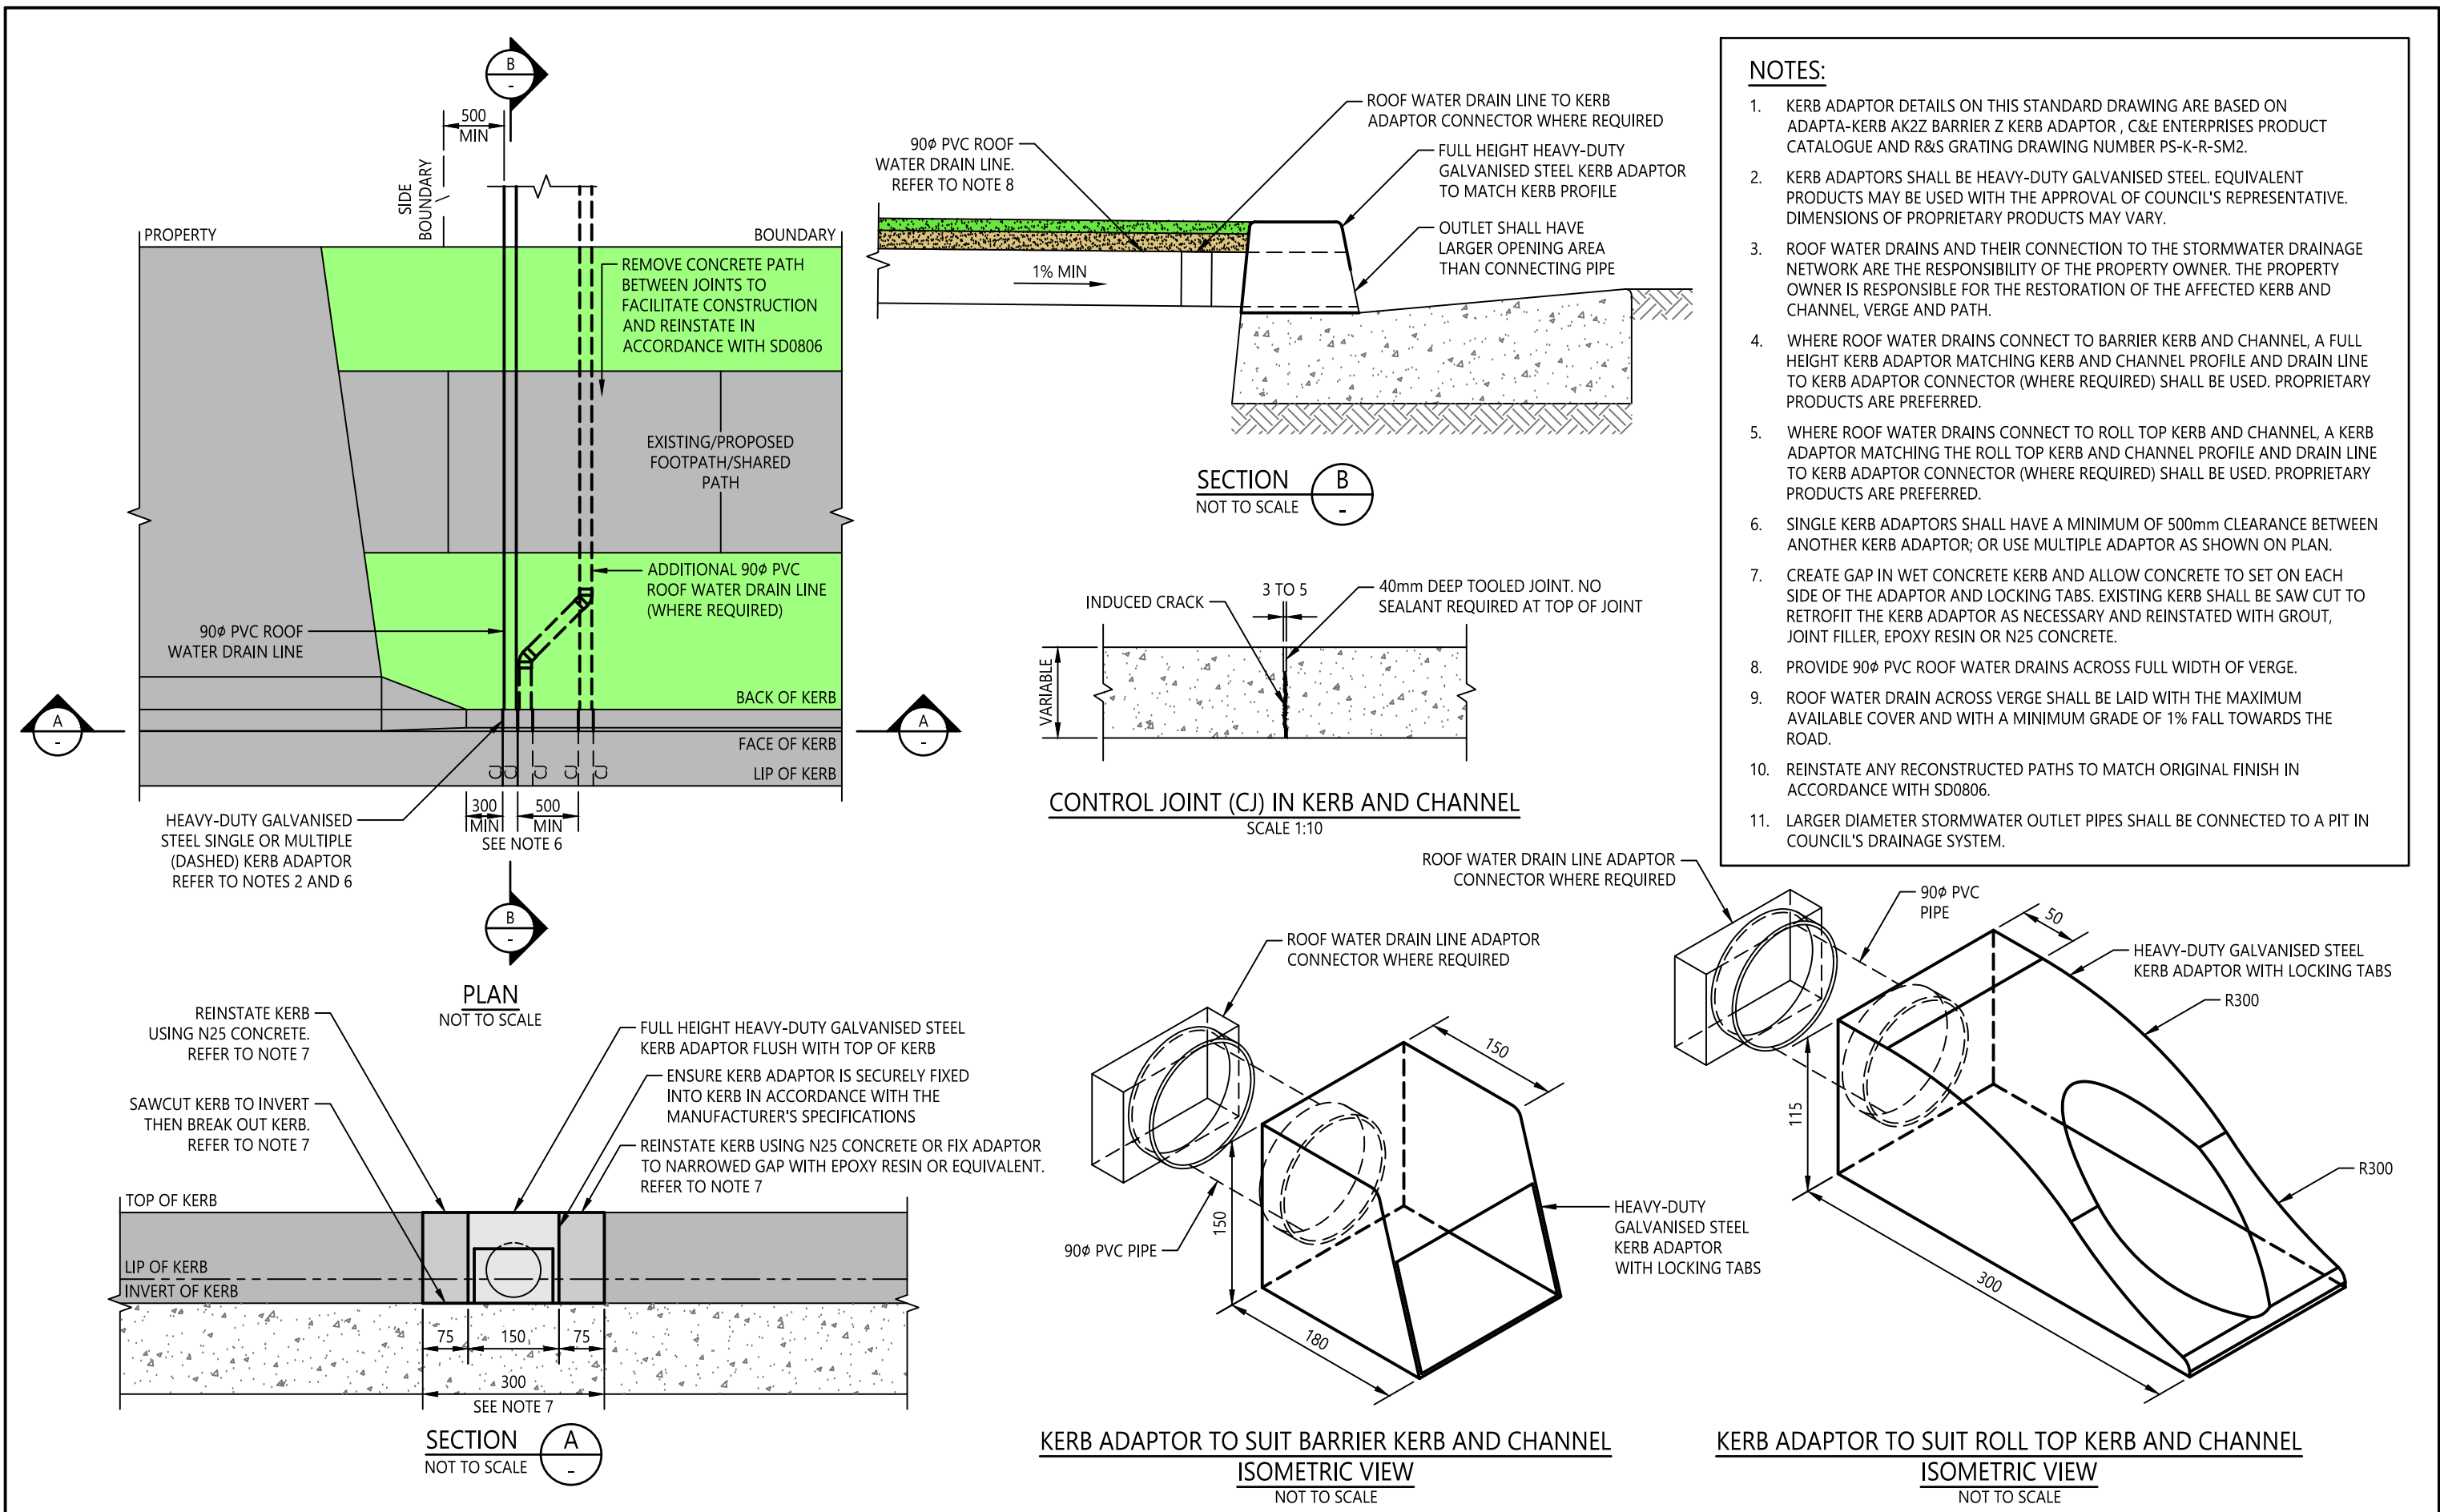 B
-
500
MIN
SIDE
BOUNDARY
PROPERTY
BOUNDARY
REMOVE CONCRETE PATH
BETWEEN JOINTS TO
FACILITATE CONSTRUCTION
AND REINSTATE IN
ACCORDANCE WITH SD0806
EXISTING/PROPOSED
FOOTPATH/SHARED
PATH
ADDITIONAL 90ϕ PVC
ROOF WATER DRAIN LINE
(WHERE REQUIRED)
90ϕ PVC ROOF
WATER DRAIN LINE
BACK OF KERB
A
-
A
-
FACE OF KERB
LIP OF KERB
CJ
CJ
CJ
CJ
CJ
300
MIN
500
MIN
SEE NOTE 6
HEAVY-DUTY GALVANISED
STEEL SINGLE OR MULTIPLE
(DASHED) KERB ADAPTOR
REFER TO NOTES 2 AND 6
B
-
PLAN
NOT TO SCALE
ROOF WATER DRAIN LINE TO KERB
ADAPTOR CONNECTOR WHERE REQUIRED
90ϕ PVC ROOF
WATER DRAIN LINE.
REFER TO NOTE 8
FULL HEIGHT HEAVY-DUTY
GALVANISED STEEL KERB ADAPTOR
TO MATCH KERB PROFILE
OUTLET SHALL HAVE
LARGER OPENING AREA
THAN CONNECTING PIPE
1% MIN
SECTION
B
-
NOT TO SCALE
INDUCED CRACK
3 TO 5
40mm DEEP TOOLED JOINT. NO
SEALANT REQUIRED AT TOP OF JOINT
VARIABLE
CONTROL JOINT (CJ) IN KERB AND CHANNEL
SCALE 1:10
NOTES:
1. KERB ADAPTOR DETAILS ON THIS STANDARD DRAWING ARE BASED ON
ADAPTA-KERB AK2Z BARRIER Z KERB ADAPTOR , C&E ENTERPRISES PRODUCT
CATALOGUE AND R&S GRATING DRAWING NUMBER PS-K-R-SM2.
2. KERB ADAPTORS SHALL BE HEAVY-DUTY GALVANISED STEEL. EQUIVALENT
PRODUCTS MAY BE USED WITH THE APPROVAL OF COUNCIL'S REPRESENTATIVE.
DIMENSIONS OF PROPRIETARY PRODUCTS MAY VARY.
3. ROOF WATER DRAINS AND THEIR CONNECTION TO THE STORMWATER DRAINAGE
NETWORK ARE THE RESPONSIBILITY OF THE PROPERTY OWNER. THE PROPERTY
OWNER IS RESPONSIBLE FOR THE RESTORATION OF THE AFFECTED KERB AND
CHANNEL, VERGE AND PATH.
4. WHERE ROOF WATER DRAINS CONNECT TO BARRIER KERB AND CHANNEL, A FULL
HEIGHT KERB ADAPTOR MATCHING KERB AND CHANNEL PROFILE AND DRAIN LINE
TO KERB ADAPTOR CONNECTOR (WHERE REQUIRED) SHALL BE USED. PROPRIETARY
PRODUCTS ARE PREFERRED.
5. WHERE ROOF WATER DRAINS CONNECT TO ROLL TOP KERB AND CHANNEL, A KERB
ADAPTOR MATCHING THE ROLL TOP KERB AND CHANNEL PROFILE AND DRAIN LINE
TO KERB ADAPTOR CONNECTOR (WHERE REQUIRED) SHALL BE USED. PROPRIETARY
PRODUCTS ARE PREFERRED.
6. SINGLE KERB ADAPTORS SHALL HAVE A MINIMUM OF 500mm CLEARANCE BETWEEN
ANOTHER KERB ADAPTOR; OR USE MULTIPLE ADAPTOR AS SHOWN ON PLAN.
7. CREATE GAP IN WET CONCRETE KERB AND ALLOW CONCRETE TO SET ON EACH
SIDE OF THE ADAPTOR AND LOCKING TABS. EXISTING KERB SHALL BE SAW CUT TO
RETROFIT THE KERB ADAPTOR AS NECESSARY AND REINSTATED WITH GROUT,
JOINT FILLER, EPOXY RESIN OR N25 CONCRETE.
8. PROVIDE 90ϕ PVC ROOF WATER DRAINS ACROSS FULL WIDTH OF VERGE.
9. ROOF WATER DRAIN ACROSS VERGE SHALL BE LAID WITH THE MAXIMUM
AVAILABLE COVER AND WITH A MINIMUM GRADE OF 1% FALL TOWARDS THE
ROAD.
10. REINSTATE ANY RECONSTRUCTED PATHS TO MATCH ORIGINAL FINISH IN
ACCORDANCE WITH SD0806.
11. LARGER DIAMETER STORMWATER OUTLET PIPES SHALL BE CONNECTED TO A PIT IN
COUNCIL'S DRAINAGE SYSTEM.
REINSTATE KERB
USING N25 CONCRETE.
REFER TO NOTE 7
SAWCUT KERB TO INVERT
THEN BREAK OUT KERB.
REFER TO NOTE 7
FULL HEIGHT HEAVY-DUTY GALVANISED STEEL
KERB ADAPTOR FLUSH WITH TOP OF KERB
ENSURE KERB ADAPTOR IS SECURELY FIXED
INTO KERB IN ACCORDANCE WITH THE
MANUFACTURER'S SPECIFICATIONS
REINSTATE KERB USING N25 CONCRETE OR FIX ADAPTOR
TO NARROWED GAP WITH EPOXY RESIN OR EQUIVALENT.
REFER TO NOTE 7
TOP OF KERB
LIP OF KERB
INVERT OF KERB
75
150
75
300
SEE NOTE 7
SECTION
A
-
NOT TO SCALE
ROOF WATER DRAIN LINE ADAPTOR
CONNECTOR WHERE REQUIRED
150
150
90ϕ PVC PIPE
180
HEAVY-DUTY
GALVANISED STEEL
KERB ADAPTOR
WITH LOCKING TABS
KERB ADAPTOR TO SUIT BARRIER KERB AND CHANNEL
ISOMETRIC VIEW
NOT TO SCALE
ROOF WATER DRAIN LINE ADAPTOR
CONNECTOR WHERE REQUIRED
90ϕ PVC
PIPE
50
HEAVY-DUTY GALVANISED STEEL
KERB ADAPTOR WITH LOCKING TABS
R300
115
R300
300
KERB ADAPTOR TO SUIT ROLL TOP KERB AND CHANNEL
ISOMETRIC VIEW
NOT TO SCALE